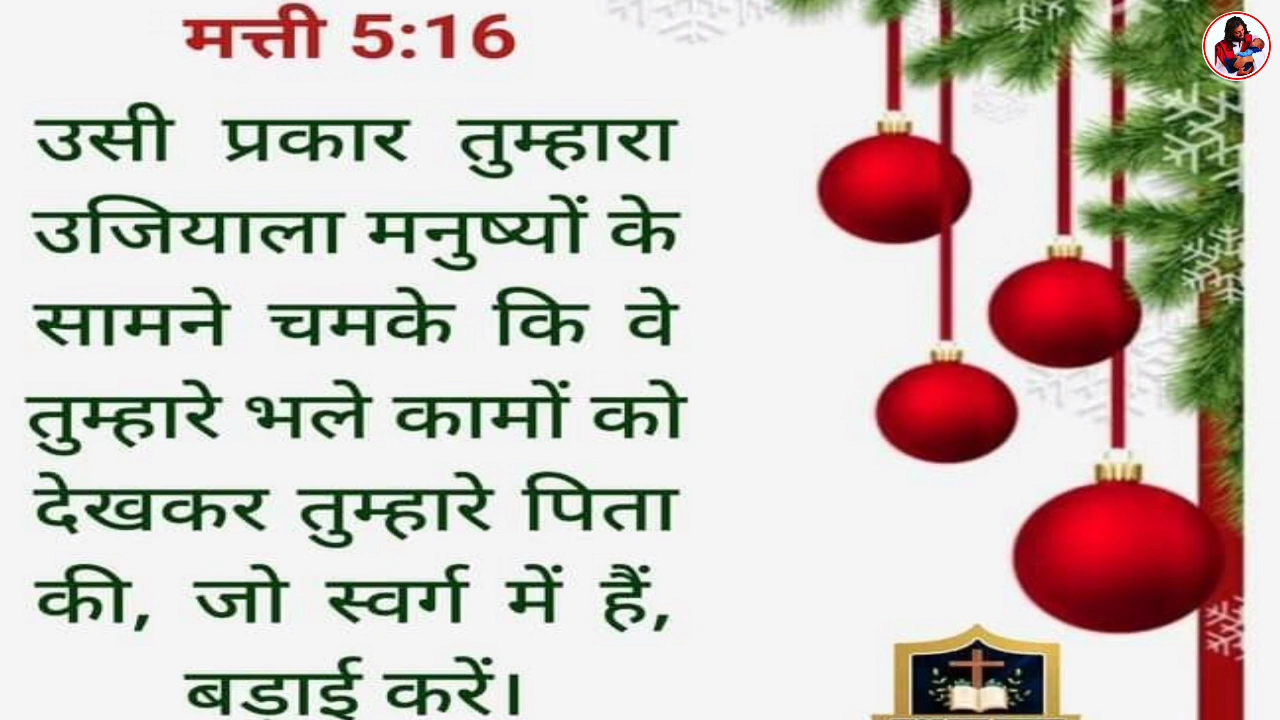 मत्ती 5:16
उसी प्रकार तुम्हारा
उजियाला मनुष्यों के
सामने चमके कि वे
तुम्हारे भले कामों को
देखकर तुम्हारे पिता
की, जो स्वर्ग में हैं,
बड़ाई करें।